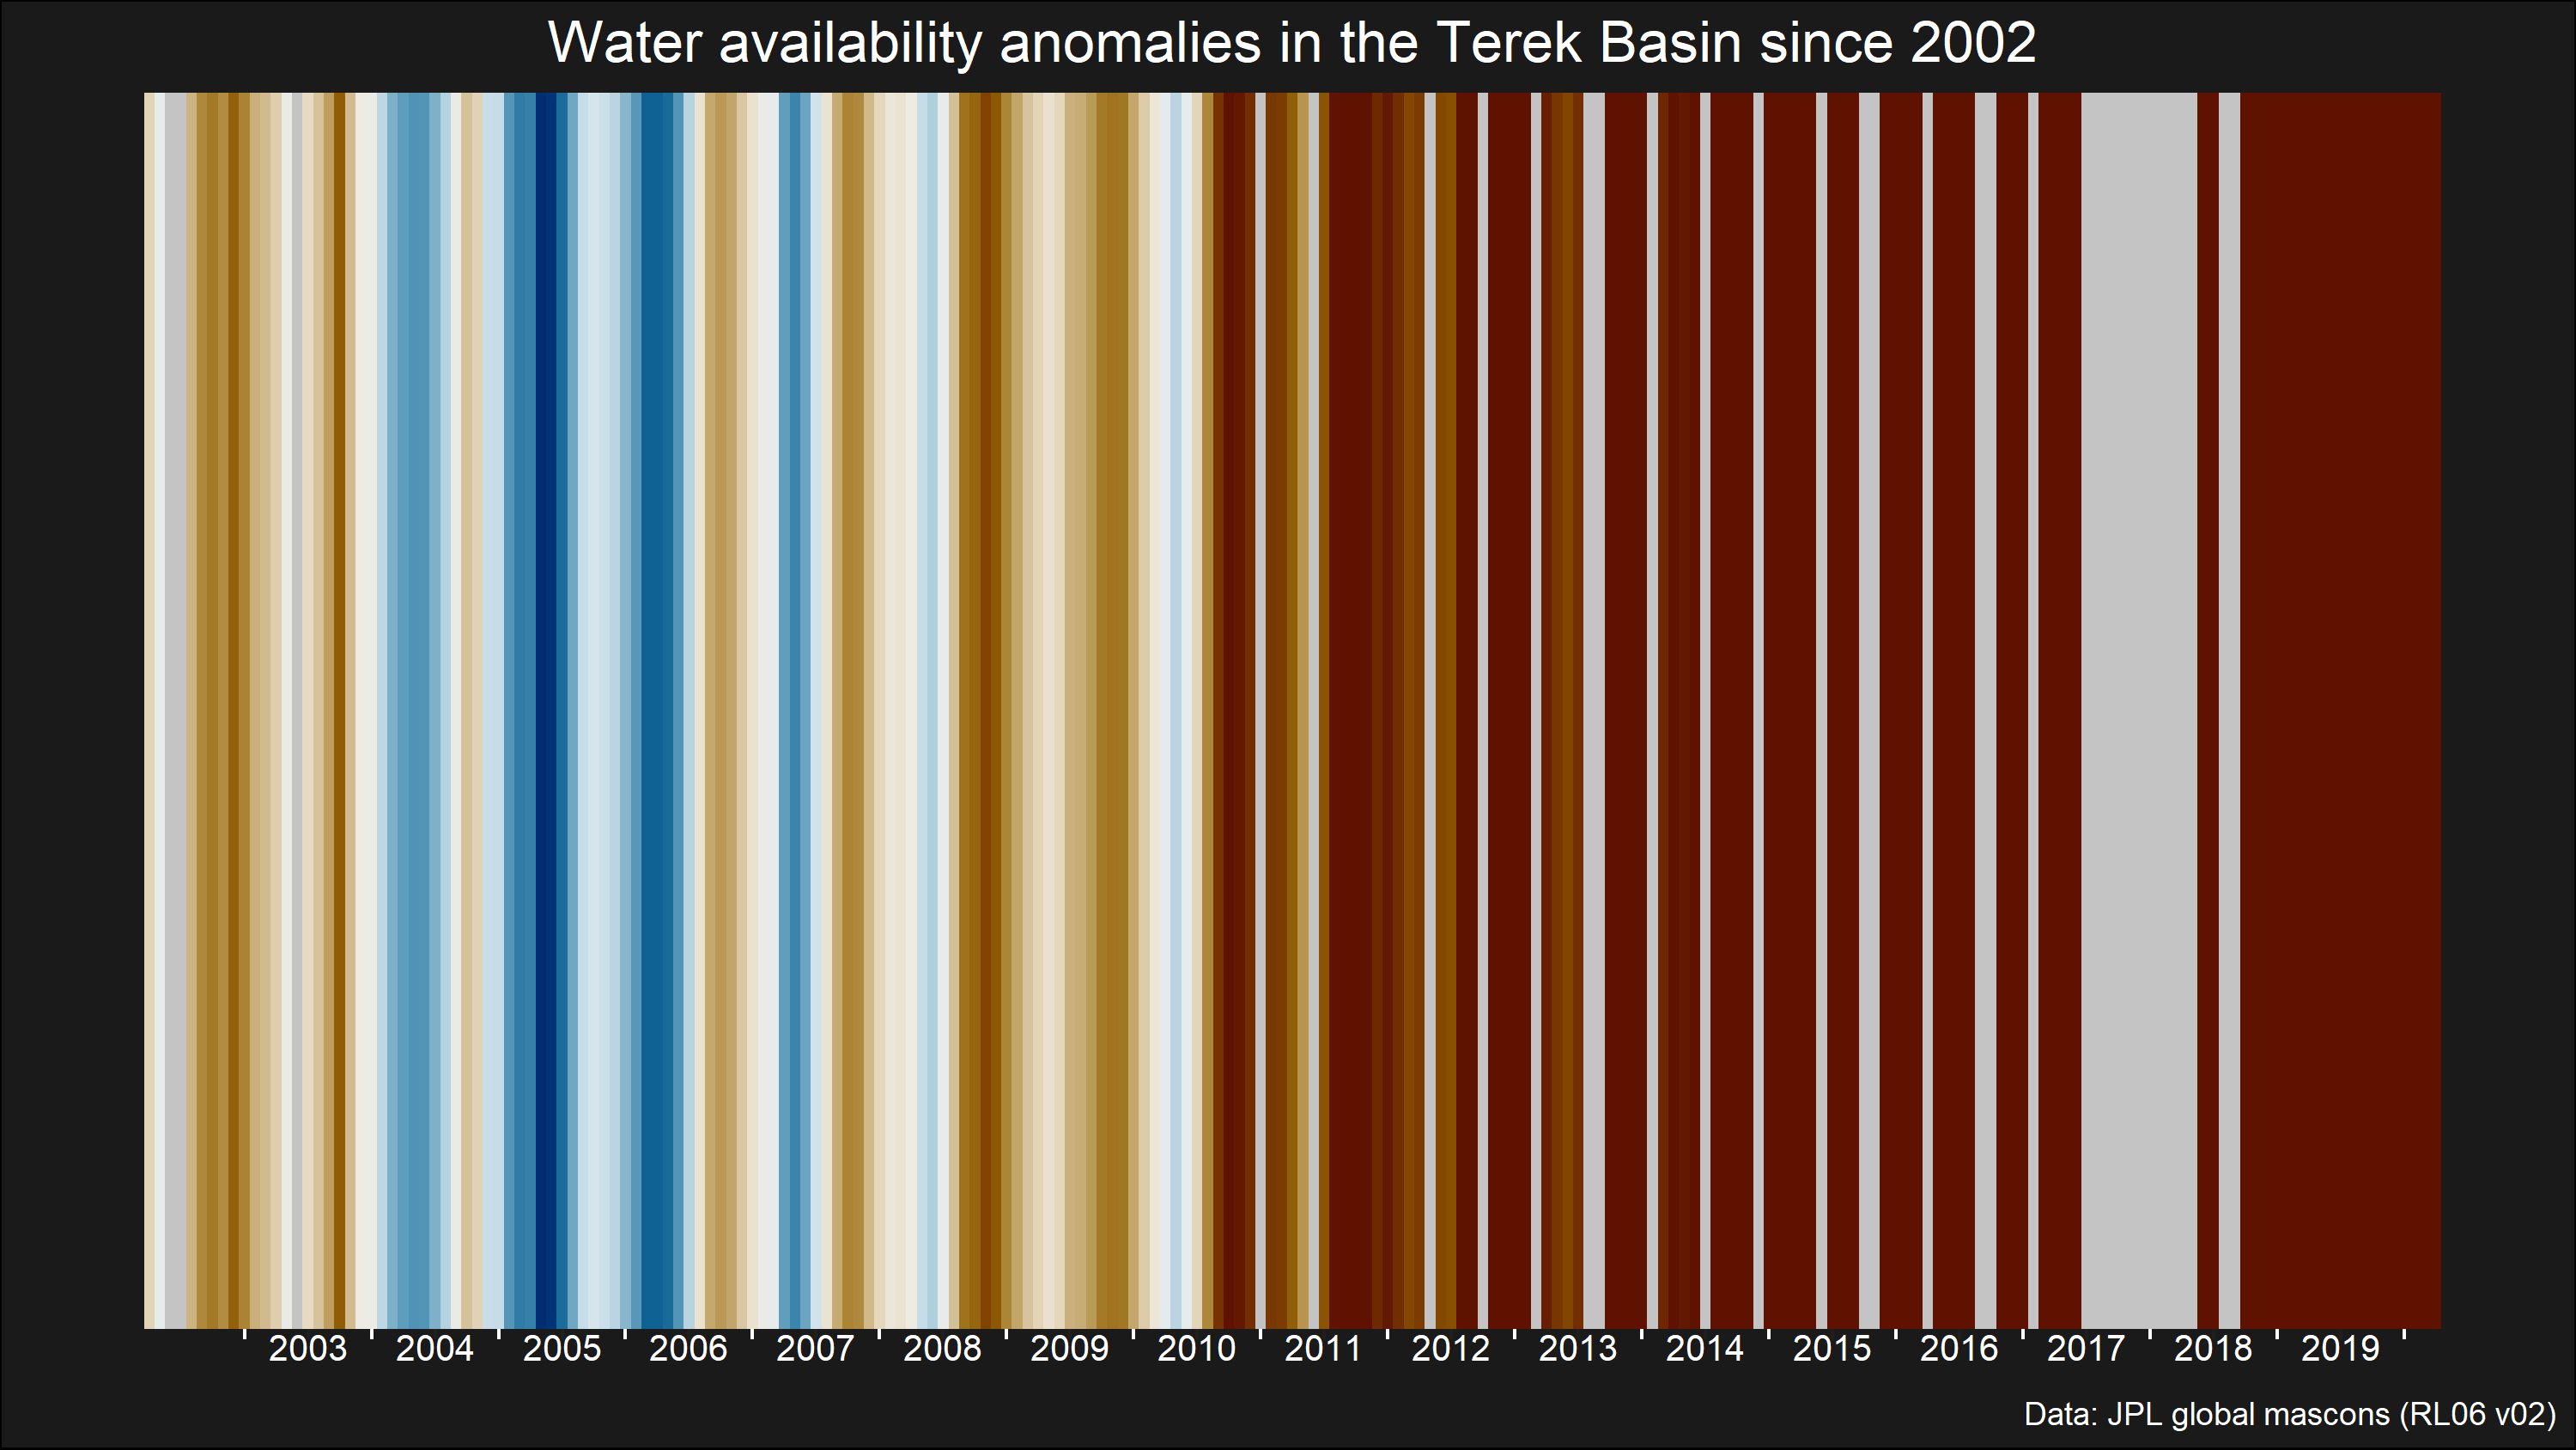 Water availability anomalies in the Terek Basin since 2002
2003 2004 2005 2006 2007 2008 2009 2010 2011 2012 2013 2014 2015 2016 2017 2018 2019
Data: JPL global mascons (RL06 v02)